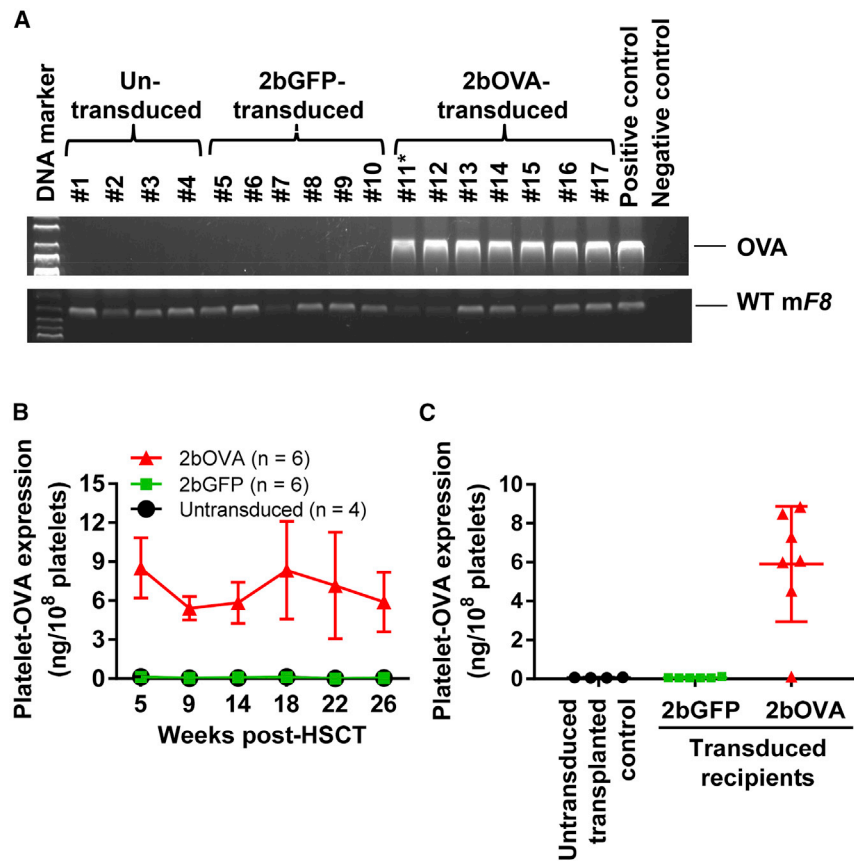 A
DNA marker
Un-
transduced
2bGFP-
transduced
2bOVA-
transduced
Positive control
Negative control
#1
#2
#3
#4
#5
#6
#7
#8
#9
#10
#11*
#12
#13
#14
#15
#16
#17
OVA
WT mF8
B
Platelet-OVA expression
(ng/10⁸ platelets)
2bOVA (n = 6)
2bGFP (n = 6)
Untransduced (n = 4)
15
12
9
6
3
0
5
9
14
18
22
26
Weeks post-HSCT
C
Platelet-OVA expression
(ng/10⁸ platelets)
10
8
6
4
2
0
Untransduced
transplanted
control
2bGFP
2bOVA
Transduced
recipients